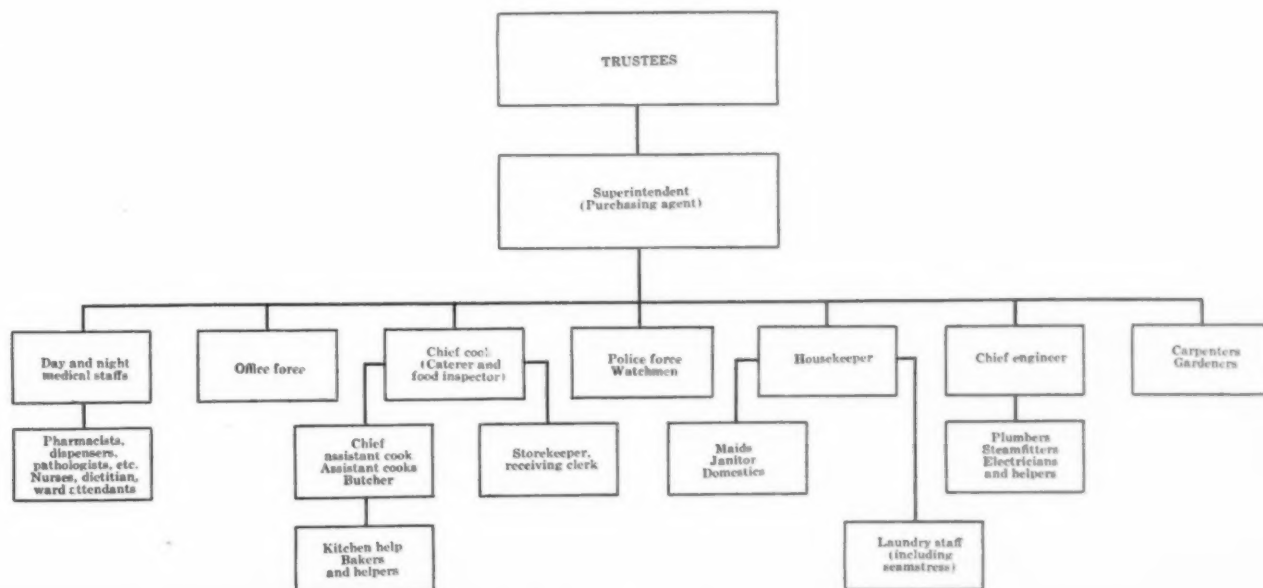 TRUSTEES
Superintendent
(Purchasing agent)
Day and night
medical staffs
Office force
Chief cook
(Caterer and
food inspector)
Police force
Watchmen
Housekeeper
Chief engineer
Carpenters
Gardeners
Pharmacists,
dispensers,
pathologists, etc.
Nurses, dietitian,
ward attendants
Chief
assistant cook
Assistant cooks
Butcher
Storekeeper,
receiving clerk
Maids
Janitor
Domestics
Plumbers
Steamfitters
Electricians
and helpers
Kitchen help
Bakers
and helpers
Laundry staff
(including
seamstress)